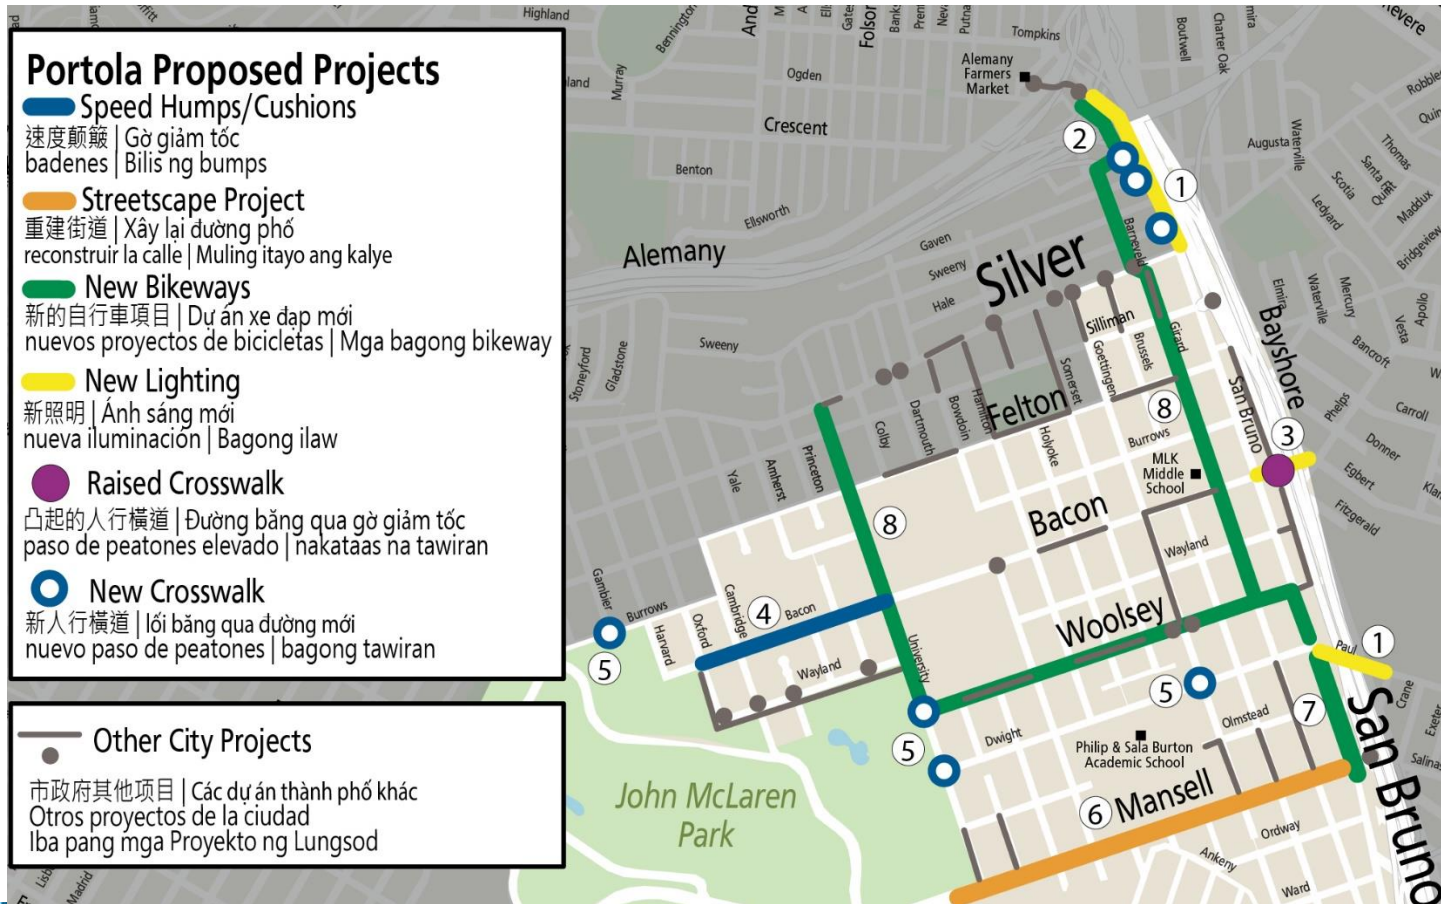 Portola Proposed Projects
Speed Humps/Cushions
速度颠簸 | Gờ giảm tốc
badenes | Bilis ng bumps
Streetscape Project
重建街道 | Xây lại đường phố
reconstruir la calle | Muling itayo ang kalye
New Bikeways
新的自行車項目 | Dự án xe đạp mới
nuevos proyectos de bicicletas | Mga bagong bikeway
New Lighting
新照明 | Ánh sáng mới
nueva iluminación | Bagong ilaw
Raised Crosswalk
凸起的人行橫道 | Đường băng qua gờ giảm tốc
paso de peatones elevado | nakataas na tawiran
New Crosswalk
新人行橫道 | lối băng qua đường mới
nuevo paso de peatones | bagong tawiran
Other City Projects
市政府其他项目 | Các dự án thành phố khác
Otros proyectos de la ciudad
Iba pang mga Proyekto ng Lungsod
Highland
Bennington
Folsom
Banks
Tompkins
Boutwell
Charter Oak
Alemany
Farmers
Market
Ogden
Murray
Crescent
Benton
Ellsworth
Alemany
Gaven
Sweeny
Hale
Silver
Sweeny
Stoneyford
Gladstone
Augusta
Waterville
Thomas
Santa Fe
Quint
Scotia
Maddux
Ledyard
Bridgeview
Robble
2
1
Barneveld
Elmira
Waterville
Mercury
Apollo
Vesta
Bayshore
Bancroft
Silliman
Girard
Goettingen
Brussels
Somerset
Hamilton
Bowdoin
Dartmouth
Colby
Felton
Holyoke
Princeton
Amherst
Yale
San Bruno
Phelps
Carroll
Donner
Egbert
Fitzgerald
8
3
Burrows
MLK
Middle
School
Bacon
8
Wayland
Gambier
Burrows
Harvard
Oxford
Cambridge
4
Bacon
Wayland
University
Woolsey
5
Paul
1
Crane
Exeter
Salinas
5
5
Dwight
Olmstead
7
Philip & Sala Burton
Academic School
San Bruno
John McLaren
Park
6
Mansell
Ordway
Ankeny
Ward
Madrid